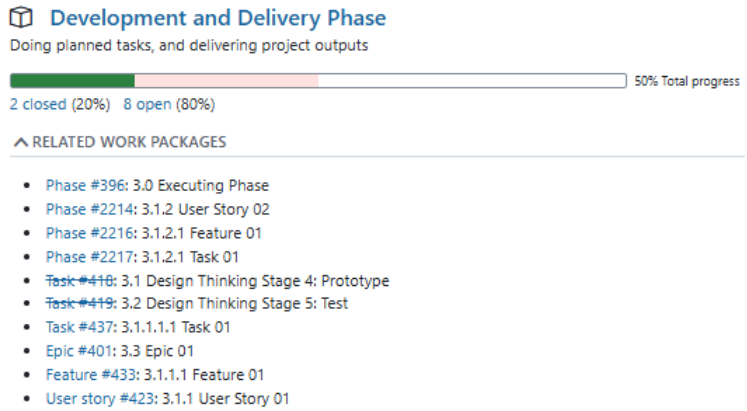 Development and Delivery Phase
Doing planned tasks, and delivering project outputs
50% Total progress
2 closed (20%) 8 open (80%)
RELATED WORK PACKAGES
Phase #396: 3.0 Executing Phase
Phase #2214: 3.1.2 User Story 02
Phase #2216: 3.1.2.1 Feature 01
Phase #2217: 3.1.2.1 Task 01
Task #418: 3.1 Design Thinking Stage 4: Prototype
Task #419: 3.2 Design Thinking Stage 5: Test
Task #437: 3.1.1.1.1 Task 01
Epic #401: 3.3 Epic 01
Feature #433: 3.1.1.1 Feature 01
User story #423: 3.1.1 User Story 01